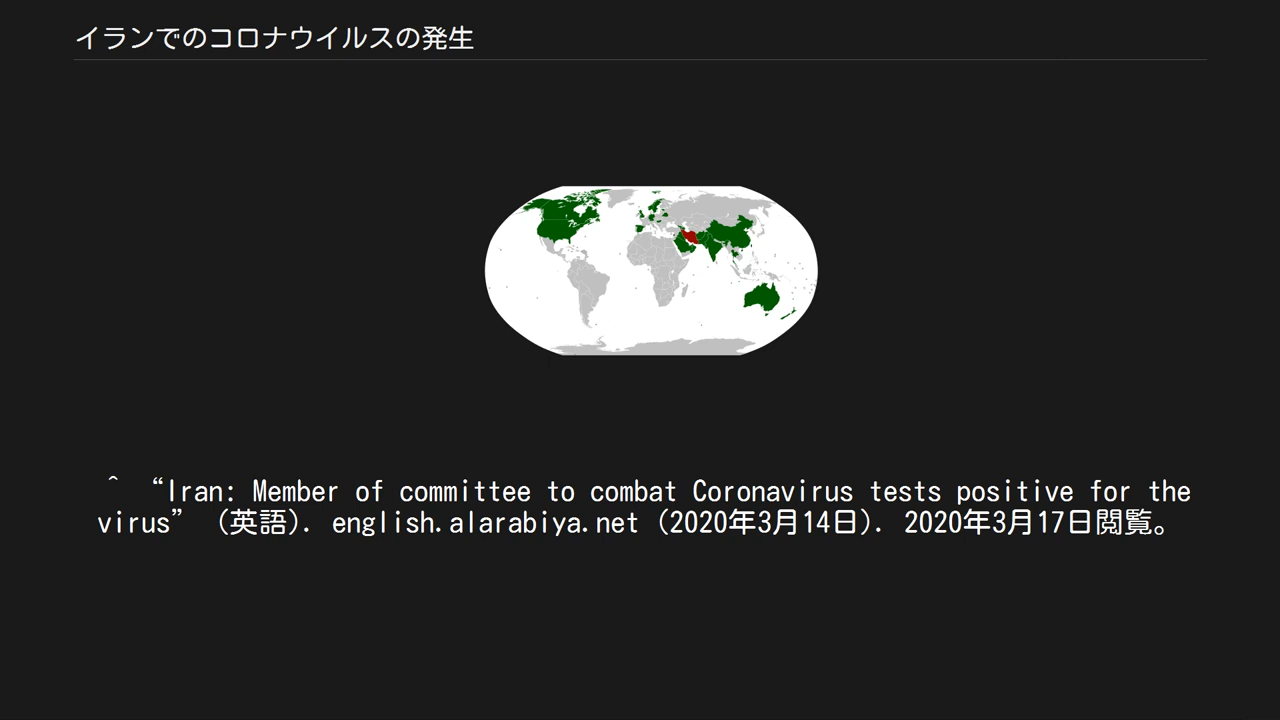 イランでのコロナウイルスの発生
^ “Iran: Member of committee to combat Coronavirus tests positive for the
virus” (英語). english.alarabiya.net (2020年3月14日). 2020年3月17日閲覧。